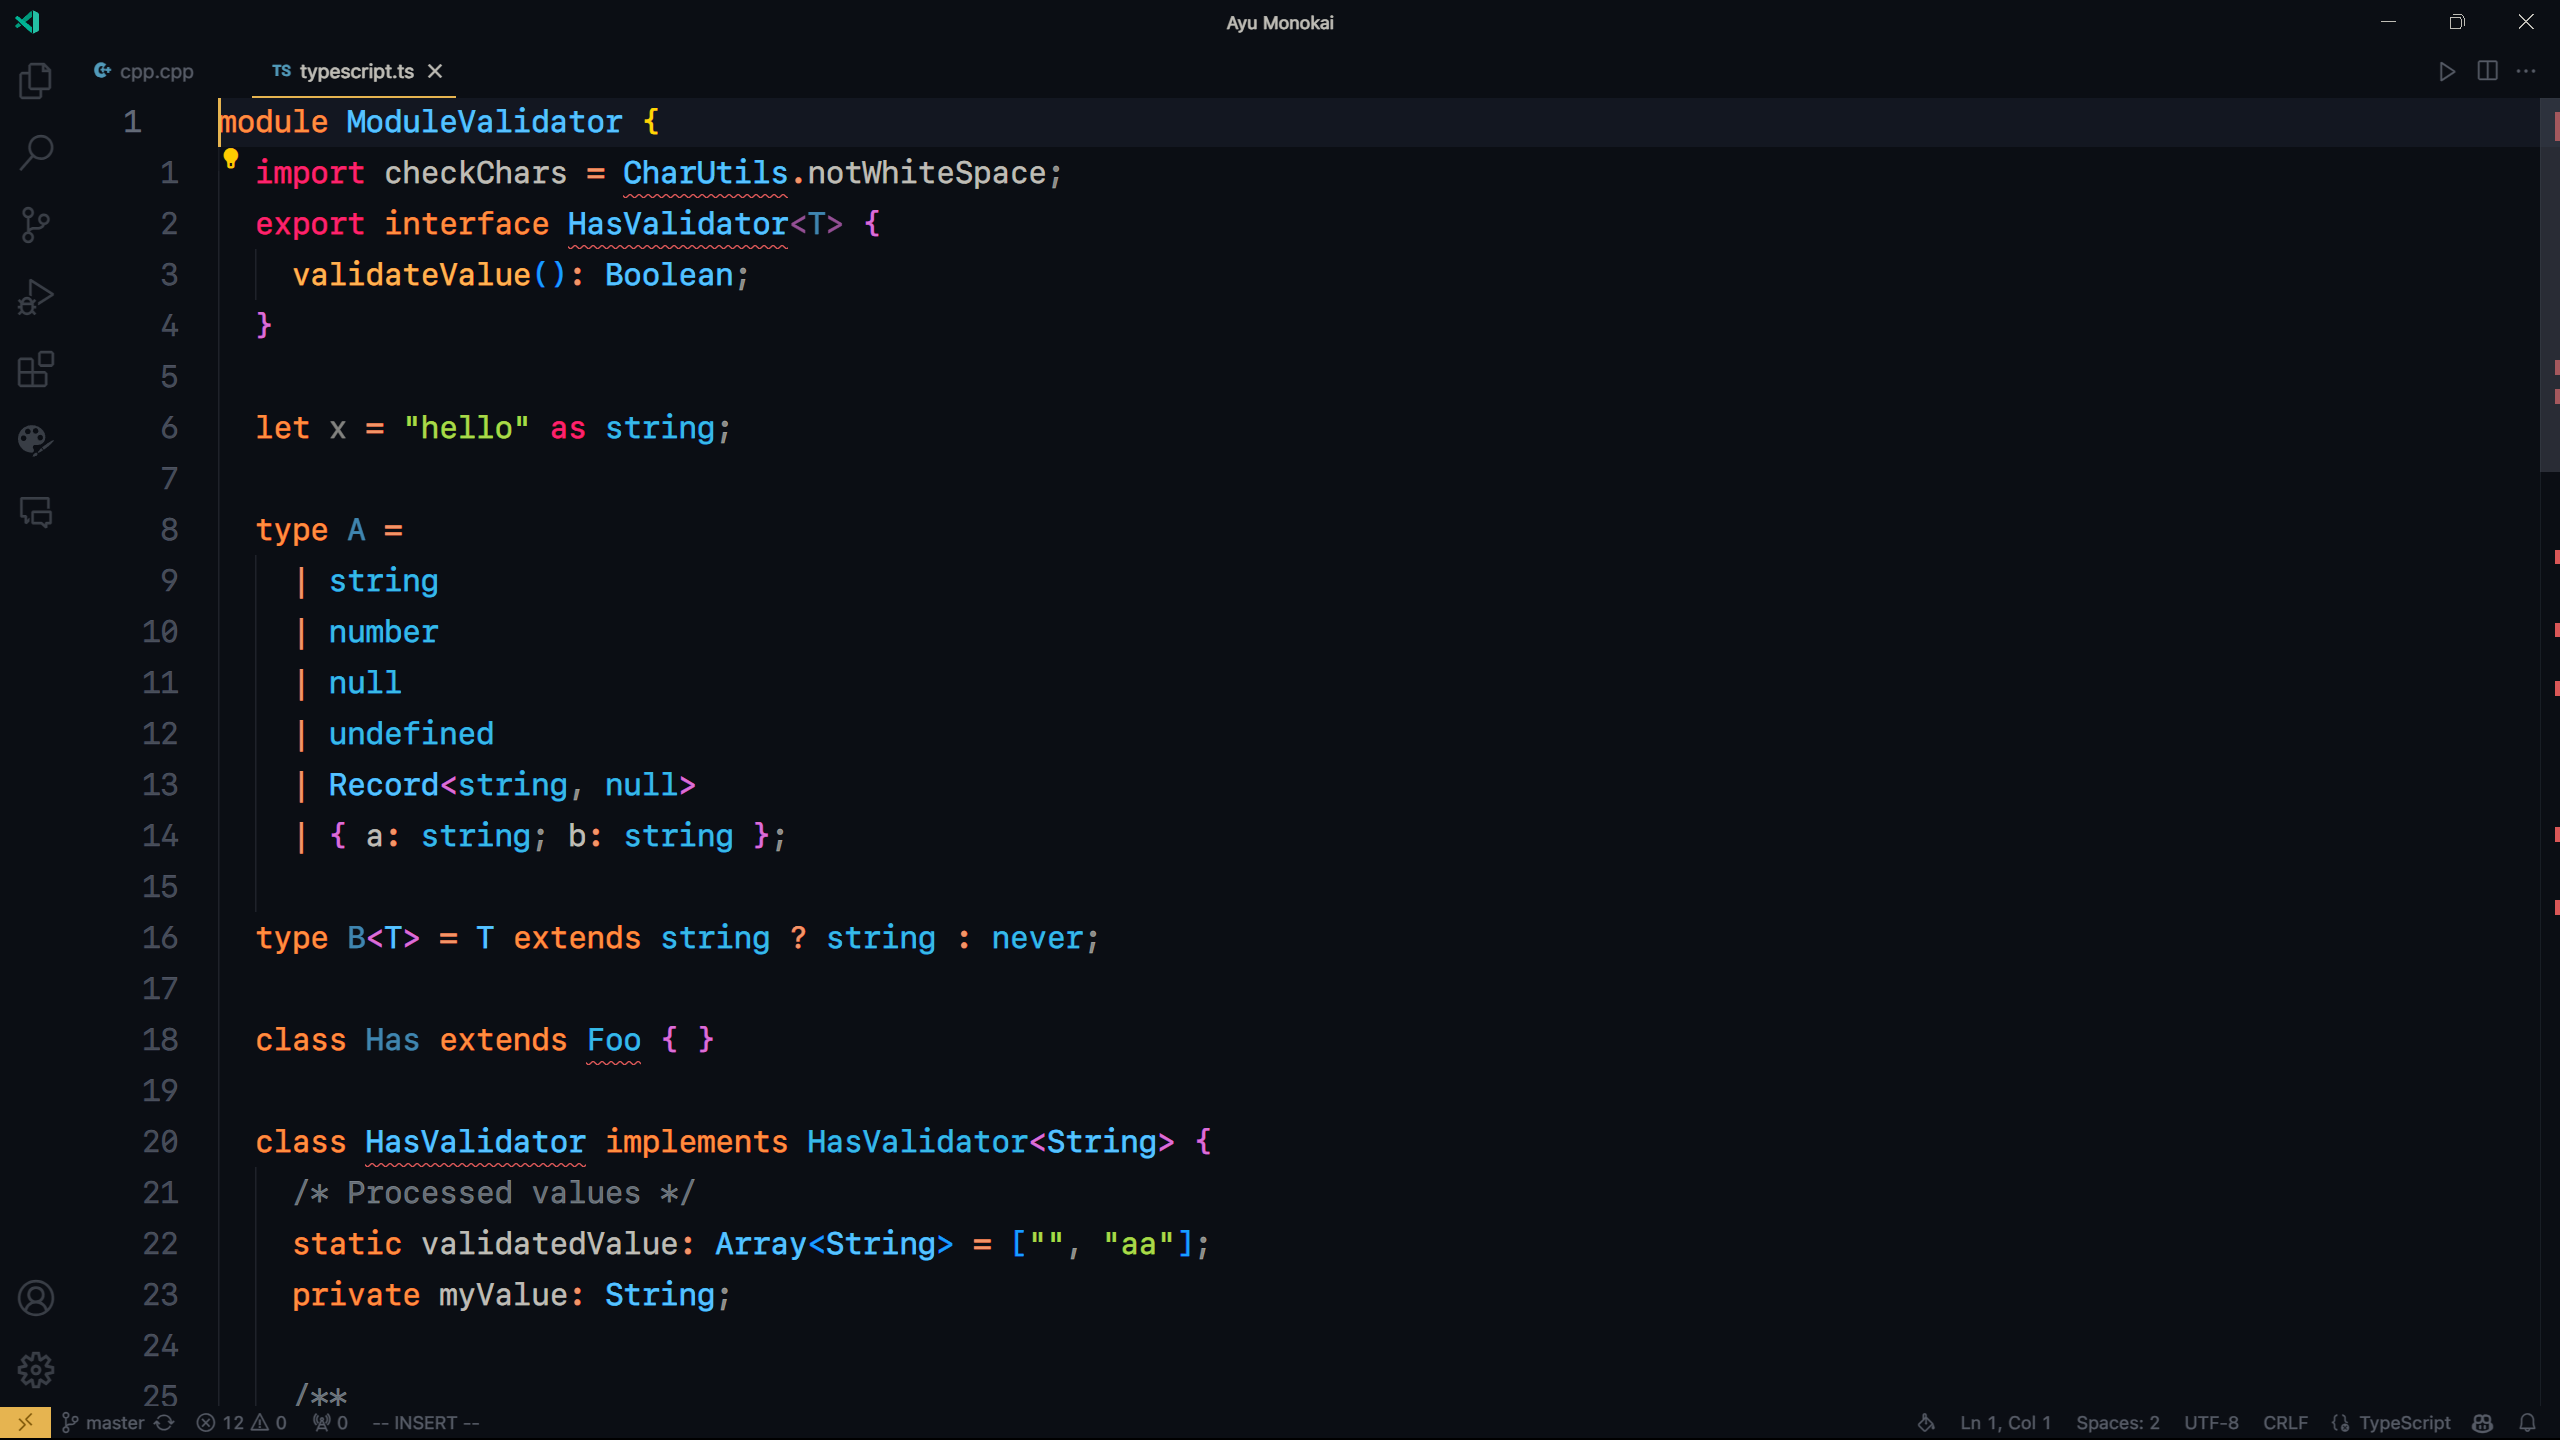 Ayu Monokai
cpp.cpp
TS typescript.ts
1 module ModuleValidator {
1 import checkChars = CharUtils.notWhiteSpace;
2 export interface HasValidator<T> {
3 validateValue(): Boolean;
4 }
5
6 let x = "hello" as string;
7
8 type A =
9 | string
10 | number
11 | null
12 | undefined
13 | Record<string, null>
14 | { a: string; b: string };
15
16 type B<T> = T extends string ? string : never;
17
18 class Has extends Foo { }
19
20 class HasValidator implements HasValidator<String> {
21 /* Processed values */
22 static validatedValue: Array<String> = ["", "aa"];
23 private myValue: String;
24
25 /**
master 12 0 0 -- INSERT -- Ln 1, Col 1 Spaces: 2 UTF-8 CRLF TypeScript